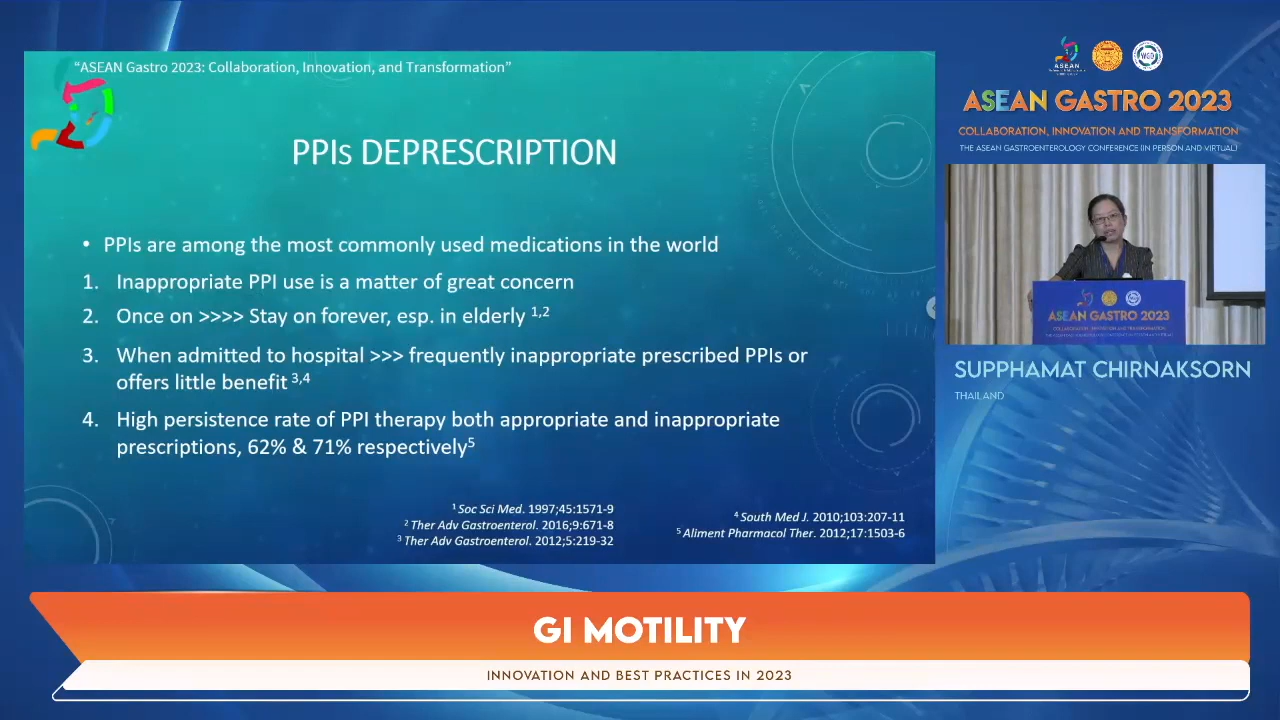 "ASEAN Gastro 2023: Collaboration, Innovation, and Transformation"
PPIs DEPRESCRIPTION
• PPIs are among the most commonly used medications in the world
1. Inappropriate PPI use is a matter of great concern
2. Once on >>>> Stay on forever, esp. in elderly 1,2
3. When admitted to hospital >>> frequently inappropriate prescribed PPIs or
offers little benefit 3,4
4. High persistence rate of PPI therapy both appropriate and inappropriate
prescriptions, 62% & 71% respectively5
1 Soc Sci Med. 1997;45:1571-9
2 Ther Adv Gastroenterol. 2016;9:671-8
3 Ther Adv Gastroenterol. 2012;5:219-32
4 South Med J. 2010;103:207-11
5 Aliment Pharmacol Ther. 2012;17:1503-6
ASEAN
WGO
ASEAN GASTRO 2023
COLLABORATION, INNOVATION AND TRANSFORMATION
THE ASEAN GASTROENTEROLOGY CONFERENCE (IN PERSON AND VIRTUAL)
ASEAN GASTRO 2023
SUPPHAMAT CHIRNAKSORN
THAILAND
GI MOTILITY
INNOVATION AND BEST PRACTICES IN 2023